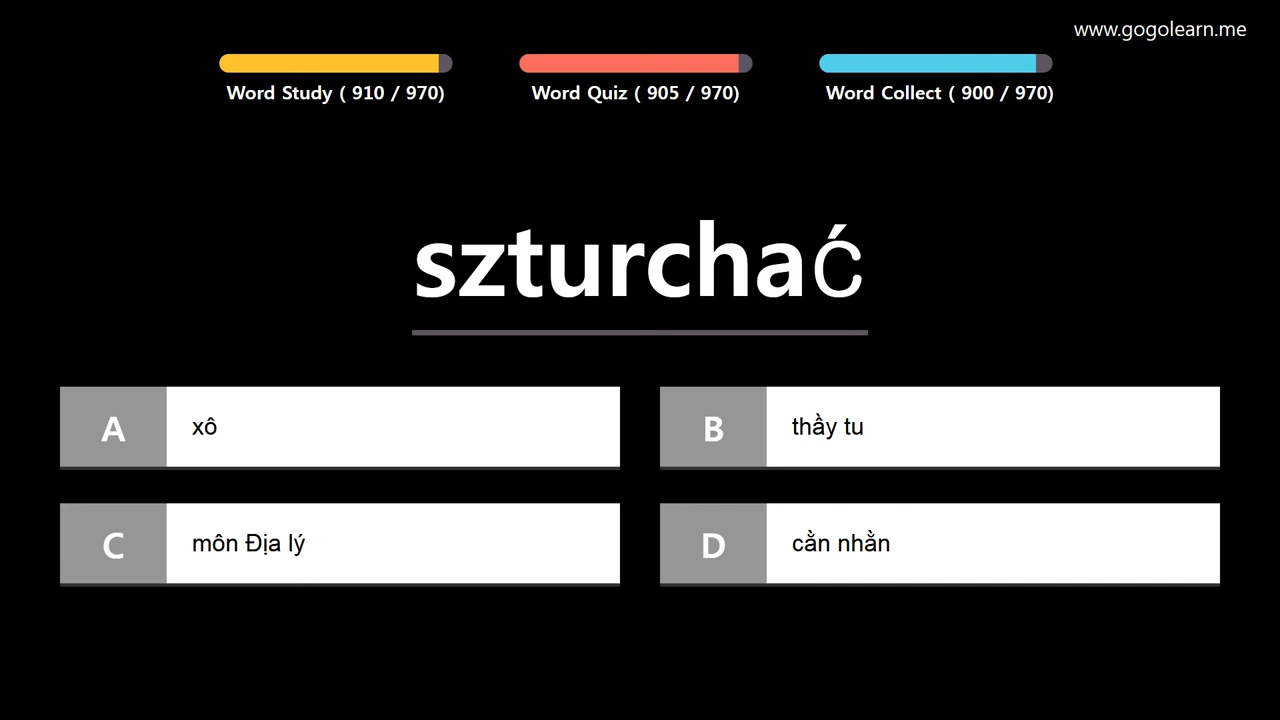 www.gogolearn.me
Word Study ( 910 / 970)
Word Quiz ( 905 / 970)
Word Collect ( 900 / 970)
szturchać
A
xô
B
thầy tu
C
môn Địa lý
D
cằn nhằn